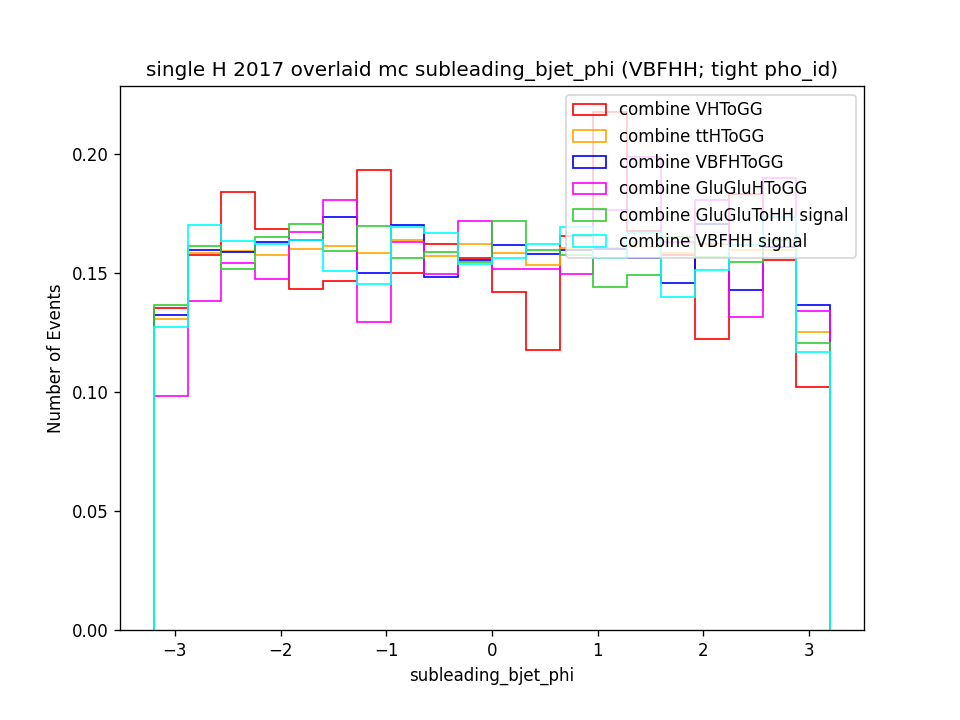 single H 2017 overlaid mc subleading_bjet_phi (VBFHH; tight pho_id)
combine VHToGG
combine ttHToGG
combine VBFHToGG
combine GluGluHToGG
combine GluGluToHH signal
combine VBFHH signal
Number of Events
0.20
0.15
0.10
0.05
0.00
−3 −2 −1 0 1 2 3
subleading_bjet_phi